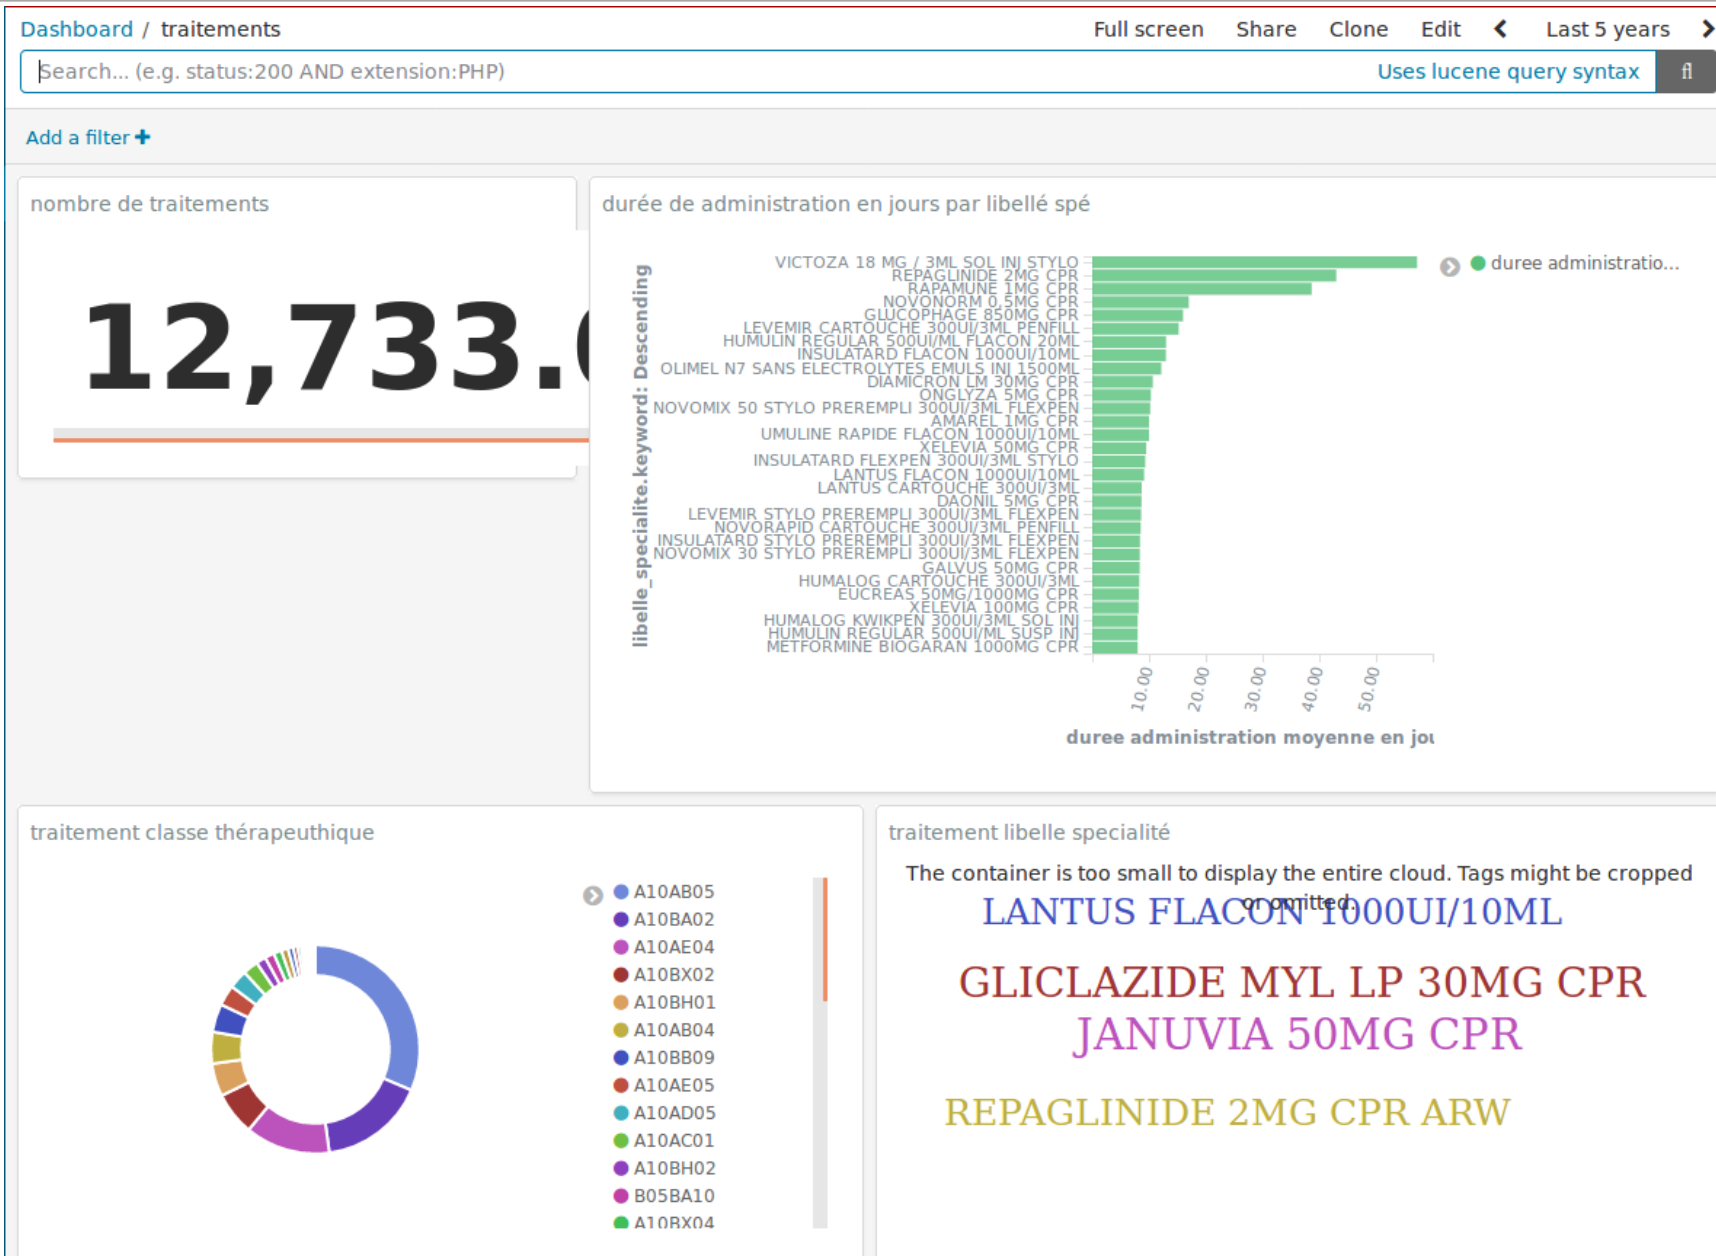 Dashboard / traitements Full screen Share Clone Edit Last 5 years
Search... (e.g. status:200 AND extension:PHP) Uses lucene query syntax
Add a filter
nombre de traitements
12,733.
durée de administration en jours par libellé spé
libelle_specialite.keyword: Descending
VICTOZA 18 MG / 3ML SOL INJ STYLO
REPAGLINIDE 2MG CPR
RAPAMUNE 1MG CPR
NOVONORM 0,5MG CPR
GLUCOPHAGE 850MG CPR
LEVEMIR CARTOUCHE 300UI/3ML PENFILL
HUMULIN REGULAR 500UI/ML FLACON 20ML
INSULATARD FLACON 1000UI/10ML
OLIMEL N7 SANS ELECTROLYTES EMULS INJ 1500ML
DIAMICRON LM 30MG CPR
ONGLYZA 5MG CPR
NOVOMIX 50 STYLO PREREMPLI 300UI/3ML FLEXPEN
AMAREL 1MG CPR
UMULINE RAPIDE FLACON 1000UI/10ML
XELEVIA 50MG CPR
INSULATARD FLEXPEN 300UI/3ML STYLO
LANTUS FLACON 1000UI/10ML
LANTUS CARTOUCHE 300UI/3ML
DAONIL 5MG CPR
LEVEMIR STYLO PREREMPLI 300UI/3ML FLEXPEN
NOVORAPID CARTOUCHE 300UI/3ML PENFILL
INSULATARD STYLO PREREMPLI 300UI/3ML FLEXPEN
NOVOMIX 30 STYLO PREREMPLI 300UI/3ML FLEXPEN
GALVUS 50MG CPR
HUMALOG CARTOUCHE 300UI/3ML
EUCREAS 50MG/1000MG CPR
XELEVIA 100MG CPR
HUMALOG KWIKPEN 300UI/3ML SOL INJ
HUMULIN REGULAR 500UI/ML SUSP INJ
METFORMINE BIOGARAN 1000MG CPR
10.00 20.00 30.00 40.00 50.00
duree administration moyenne en jou
duree administratio...
traitement classe thérapeuthique
A10AB05
A10BA02
A10AE04
A10BX02
A10BH01
A10AB04
A10BB09
A10AE05
A10AD05
A10AC01
A10BH02
B05BA10
A10BX04
traitement libelle specialité
The container is too small to display the entire cloud. Tags might be cropped
or omitted.
LANTUS FLACON 1000UI/10ML
GLICLAZIDE MYL LP 30MG CPR
JANUVIA 50MG CPR
REPAGLINIDE 2MG CPR ARW